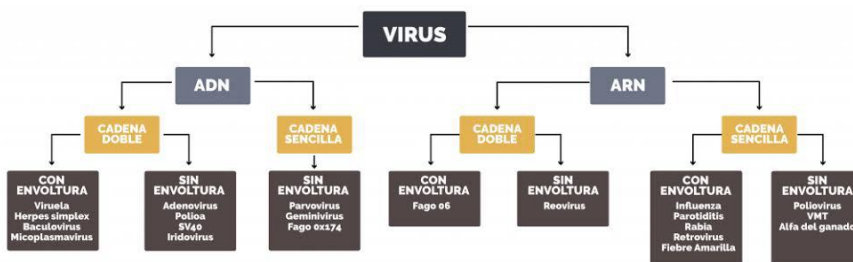 VIRUS
ADN
ARN
CADENA
DOBLE
CADENA
SENCILLA
CADENA
DOBLE
CADENA
SENCILLA
CON
ENVOLTURA
Viruela
Herpes simplex
Baculovirus
Micoplasmavirus
SIN
ENVOLTURA
Adenovirus
Polioa
SV40
Iridovirus
SIN
ENVOLTURA
Parvovirus
Geminivirus
Fago 0x174
CON
ENVOLTURA
Fago 06
SIN
ENVOLTURA
Reovirus
CON
ENVOLTURA
Influenza
Parotiditis
Rabia
Retrovirus
Fiebre Amarilla
SIN
ENVOLTURA
Poliovirus
VMT
Alfa del ganado